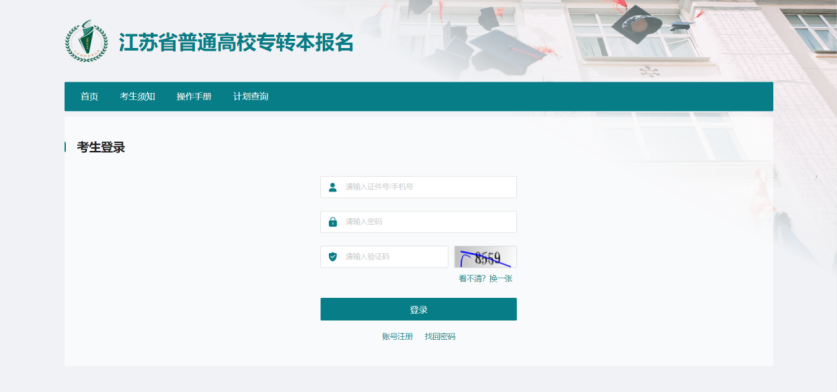 江苏省普通高校专转本报名
首页 考生须知 操作手册 计划查询
考生登录
请输入证件号/手机号
请输入密码
请输入验证码 8559
看不清？换一张
登录
账号注册 找回密码